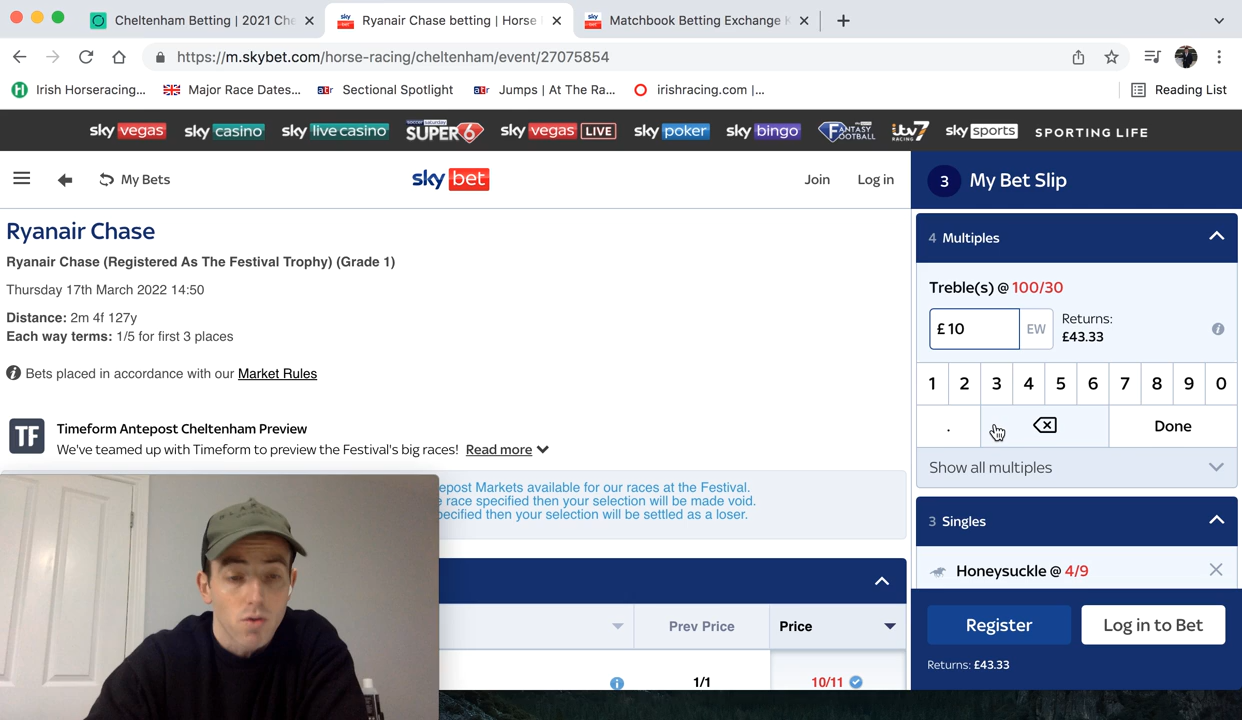 Cheltenham Betting | 2021 Che
Ryanair Chase betting | Horse
Matchbook Betting Exchange
https://m.skybet.com/horse-racing/cheltenham/event/27075854
Irish Horseracing...
Major Race Dates...
atr Sectional Spotlight
atr Jumps | At The Ra...
irishracing.com |...
Reading List
sky vegas
sky casino
sky live casino
SUPER 6
sky vegas LIVE
sky poker
sky bingo
FANTASY FOOTBALL
itv7 RACING
sky sports
SPORTING LIFE
My Bets
sky bet
Join
Log in
3 My Bet Slip
Ryanair Chase
Ryanair Chase (Registered As The Festival Trophy) (Grade 1)
Thursday 17th March 2022 14:50
Distance: 2m 4f 127y
Each way terms: 1/5 for first 3 places
Bets placed in accordance with our Market Rules
TF
Timeform Antepost Cheltenham Preview
We've teamed up with Timeform to preview the Festival's big races! Read more
epost Markets available for our races at the Festival.
race specified then your selection will be made void.
ecified then your selection will be settled as a loser.
Prev Price
Price
1/1
10/11
4 Multiples
Treble(s) @ 100/30
£10
EW
Returns:
£43.33
1 2 3 4 5 6 7 8 9 0
. Done
Show all multiples
3 Singles
Honeysuckle @ 4/9
Register
Log in to Bet
Returns: £43.33